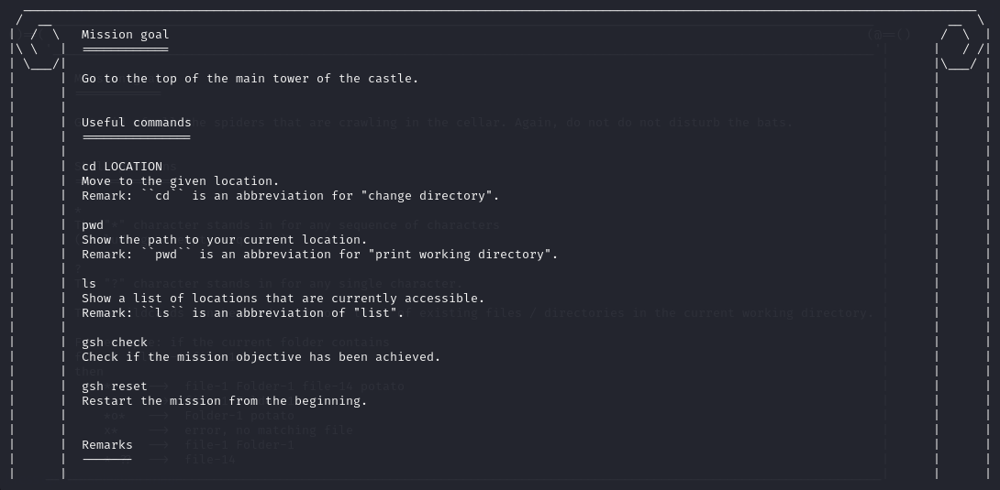 Mission goal
Go to the top of the main tower of the castle.
Useful commands
cd LOCATION
Move to the given location.
Remark: ``cd`` is an abbreviation for "change directory".
pwd
Show the path to your current location.
Remark: ``pwd`` is an abbreviation for "print working directory".
ls
Show a list of locations that are currently accessible.
Remark: ``ls`` is an abbreviation of "list".
gsh check
Check if the mission objective has been achieved.
gsh reset
Restart the mission from the beginning.
Remarks